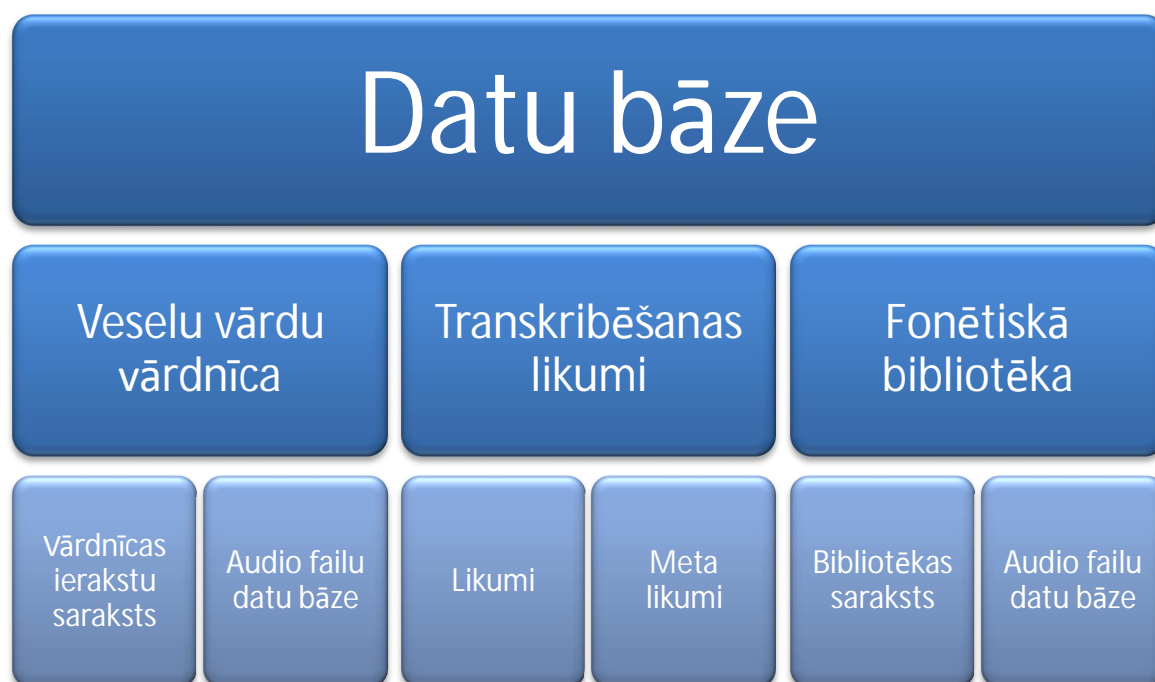 Datu bāze
Veselu vārdu
vārdnīca
Transkribēšanas
likumi
Fonētiskā
bibliotēka
Vārdnīcas
ierakstu
saraksts
Audio failu
datu bāze
Likumi
Meta
likumi
Bibliotēkas
saraksts
Audio failu
datu bāze